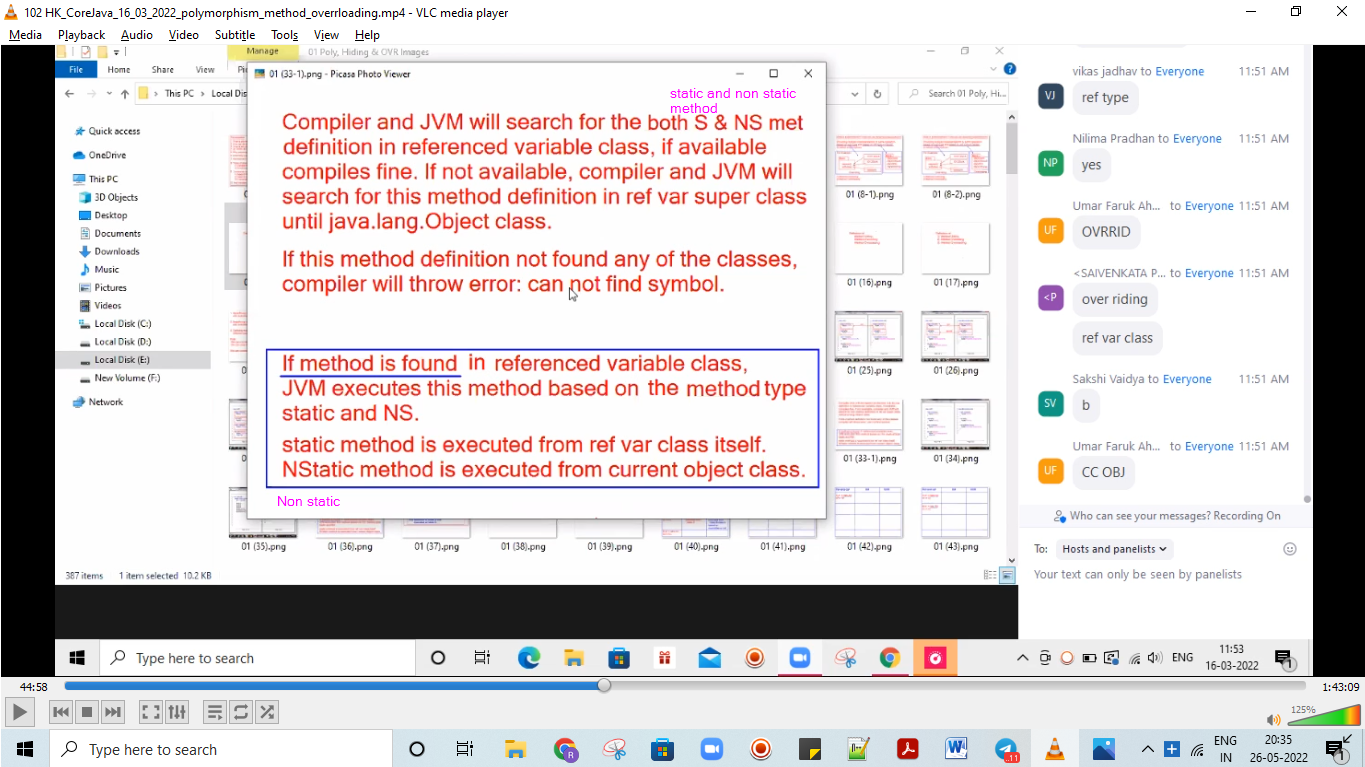 102 HK_CoreJava_16_03_2022_polymorphism_method_overloading.mp4 - VLC media player
Media Playback Audio Video Subtitle Tools View Help
Manage 01 Poly, Hiding & OVR Images
File Home Share View
This PC Local Dis
Search 01 Poly, Hi...
Quick access
OneDrive
This PC
3D Objects
Desktop
Documents
Downloads
Music
Pictures
Videos
Local Disk (C:)
Local Disk (D:)
Local Disk (E:)
New Volume (F:)
Network
01 (33-1).png - Picasa Photo Viewer
static and non static
method
Compiler and JVM will search for the both S & NS met
definition in referenced variable class, if available
compiles fine. If not available, compiler and JVM will
search for this method definition in ref var super class
until java.lang.Object class.
If this method definition not found any of the classes,
compiler will throw error: can not find symbol.
If method is found in referenced variable class,
JVM executes this method based on the method type
static and NS.
static method is executed from ref var class itself.
NStatic method is executed from current object class.
Non static
01 (8-1).png 01 (8-2).png
01 (16).png 01 (17).png
01 (25).png 01 (26).png
01 (33-1).png 01 (34).png
01 (35).png 01 (36).png 01 (37).png 01 (38).png 01 (39).png 01 (40).png 01 (41).png 01 (42).png 01 (43).png
387 items 1 item selected 10.2 KB
vikas jadhav to Everyone 11:51 AM
VJ ref type
Nilima Pradhan to Everyone 11:51 AM
NP yes
Umar Faruk Ah... to Everyone 11:51 AM
UF OVRRID
<SAIVENKATA P... to Everyone 11:51 AM
<P over riding
ref var class
Sakshi Vaidya to Everyone 11:51 AM
SV b
Umar Faruk Ah... to Everyone 11:51 AM
UF CC OBJ
Who can see your messages? Recording On
To: Hosts and panelists
Your text can only be seen by panelists
Type here to search
ENG
11:53
16-03-2022
1
44:58
1:43:09
125%
Type here to search
R
.11
ENG
IN
20:35
26-05-2022
1